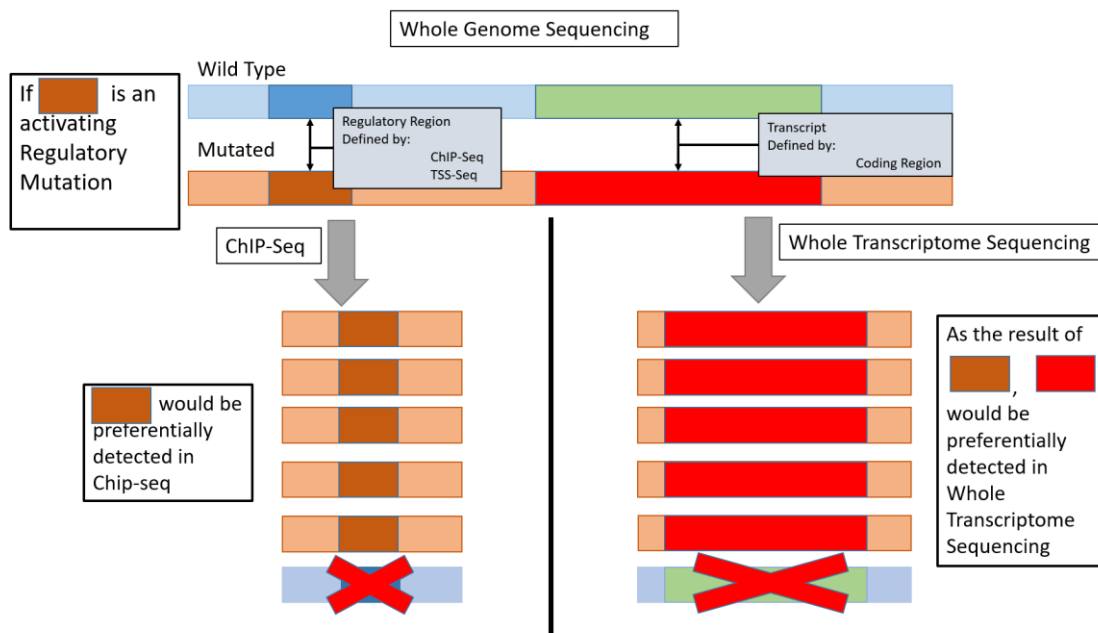 Whole Genome Sequencing
Wild Type
If is an
activating
Regulatory
Mutation
Regulatory Region
Defined by:
ChIP-Seq
TSS-Seq
Transcript
Defined by:
Coding Region
Mutated
ChIP-Seq
Whole Transcriptome Sequencing
would be
preferentially
detected in
Chip-seq
As the result of
,
would be
preferentially
detected in
Whole
Transcriptome
Sequencing